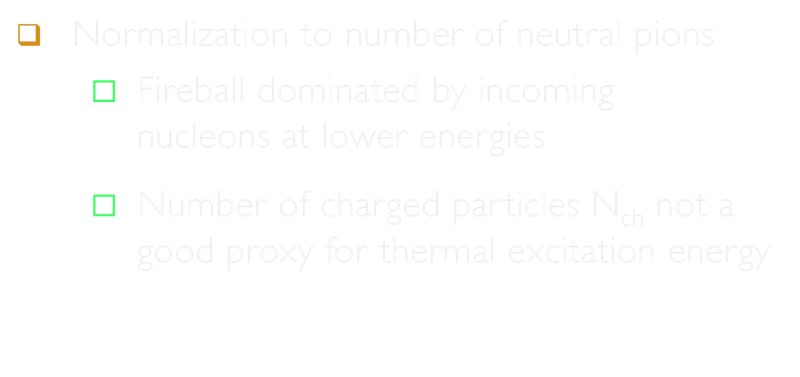 Normalization to number of neutral pions
Fireball dominated by incoming
nucleons at lower energies
Number of charged particles Nch not a
good proxy for thermal excitation energy